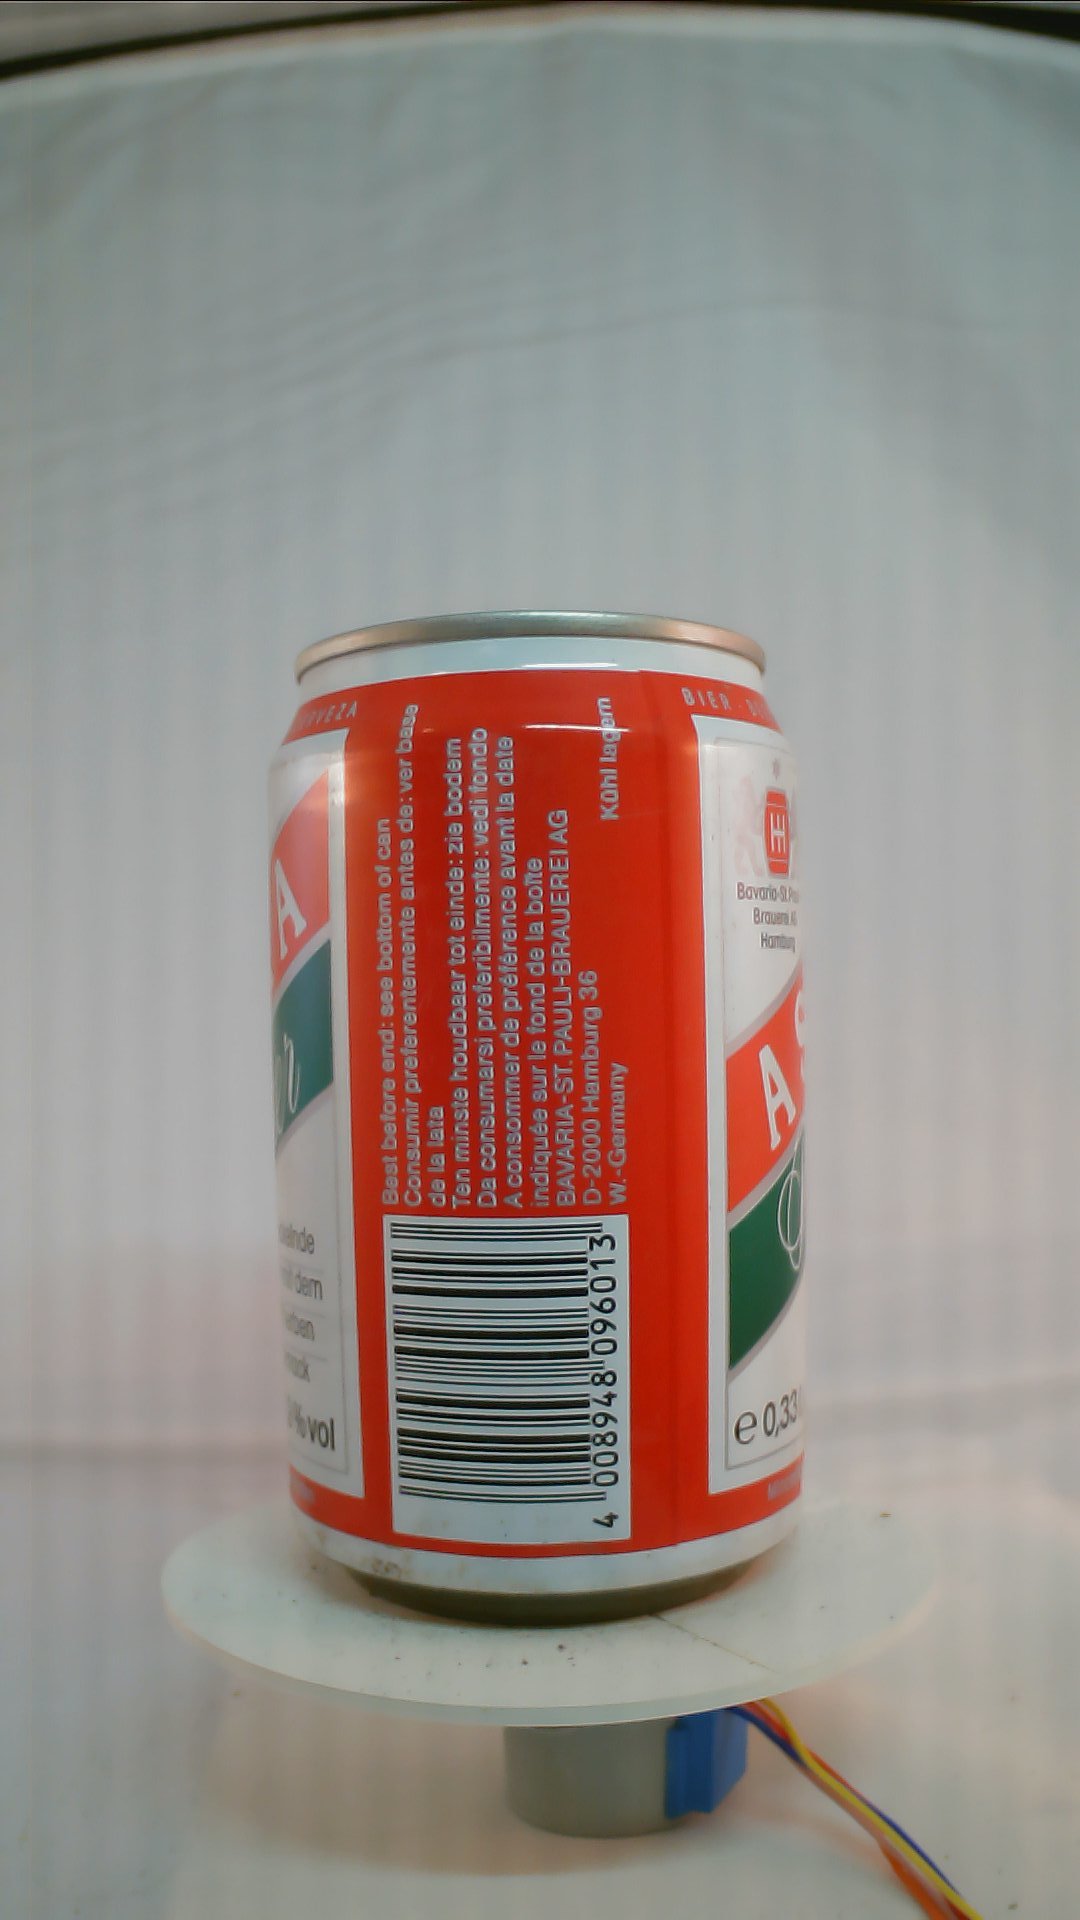 CERVEZA
A
% vol
Best before end: see bottom of can
Consumir preferentemente antes de: ver base
de la lata
Ten minste houdbaar tot einde: zie bodem
Da consumarsi preferibilmente: vedi fondo
A consommer de préférence avant la date
indiquée sur le fond de la boîte
BAVARIA-ST. PAULI-BRAUEREI AG
D-2000 Hamburg 36
W.-Germany
Kühl lagern
4 008948 096013
BIER
Bavaria-St. Pauli
Brauerei AG
Hamburg
A S
e 0,33